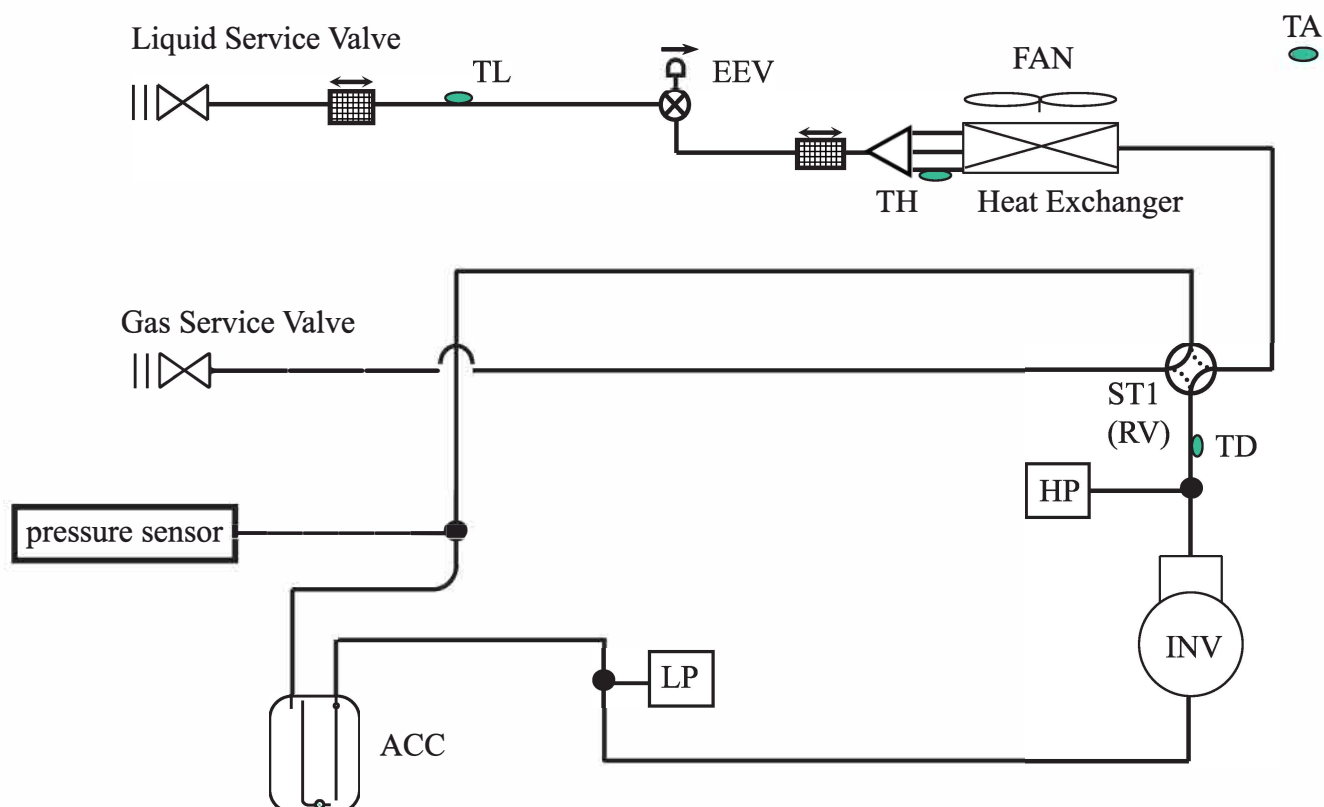 TA
Liquid Service Valve
TL
EEV
FAN
TH
Heat Exchanger
Gas Service Valve
ST1
(RV)
TD
HP
pressure sensor
INV
LP
ACC